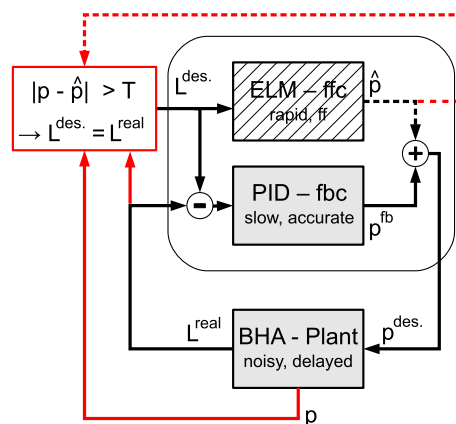 |p - p̂| > T
→ L^des. = L^real
L^des.
ELM – ffc
rapid, ff
p̂
+
-
PID – fbc
slow, accurate
p^fb
L^real
BHA - Plant
noisy, delayed
p^des.
p